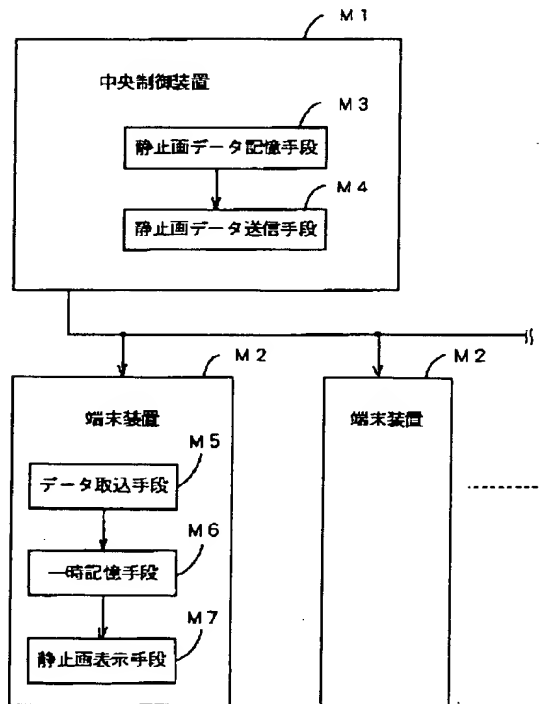 M1
中央制御装置
M3
静止画データ記憶手段
M4
静止画データ送信手段
M2
M2
端末装置
端末装置
M5
データ取込手段
M6
一時記憶手段
M7
静止画表示手段